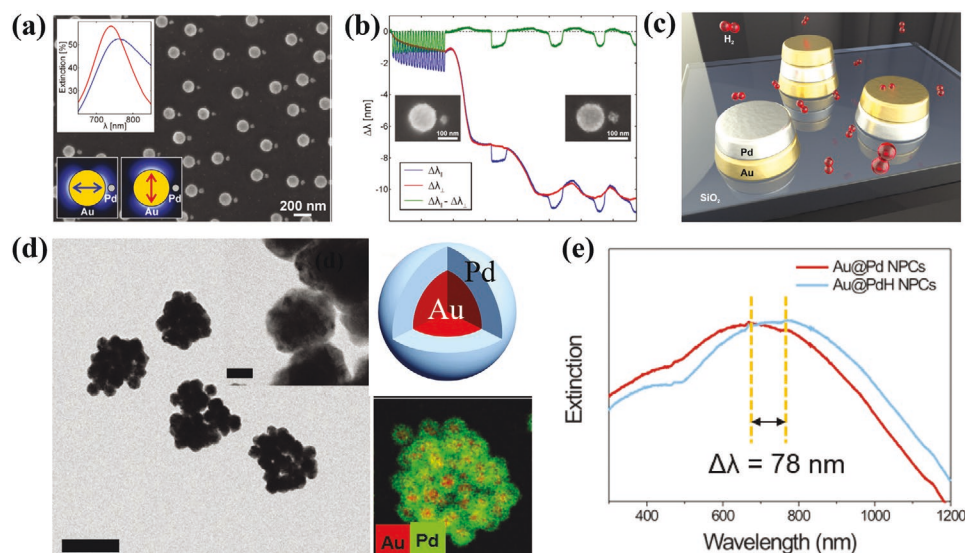 (a)
Extinction [%]
50
40
30
700
800
λ [nm]
Au
Pd
Au
Pd
200 nm
(b)
Δλ [nm]
0
-2
-4
-6
-8
-10
100 nm
100 nm
Δλ∥
Δλ⊥
Δλ∥ - Δλ⊥
(c)
H₂
Pd
Au
SiO₂
(d)
(d)
Pd
Au
Au
Pd
(e)
Au@Pd NPCs
Au@PdH NPCs
Extinction
Δλ = 78 nm
400
600
800
1000
1200
Wavelength (nm)